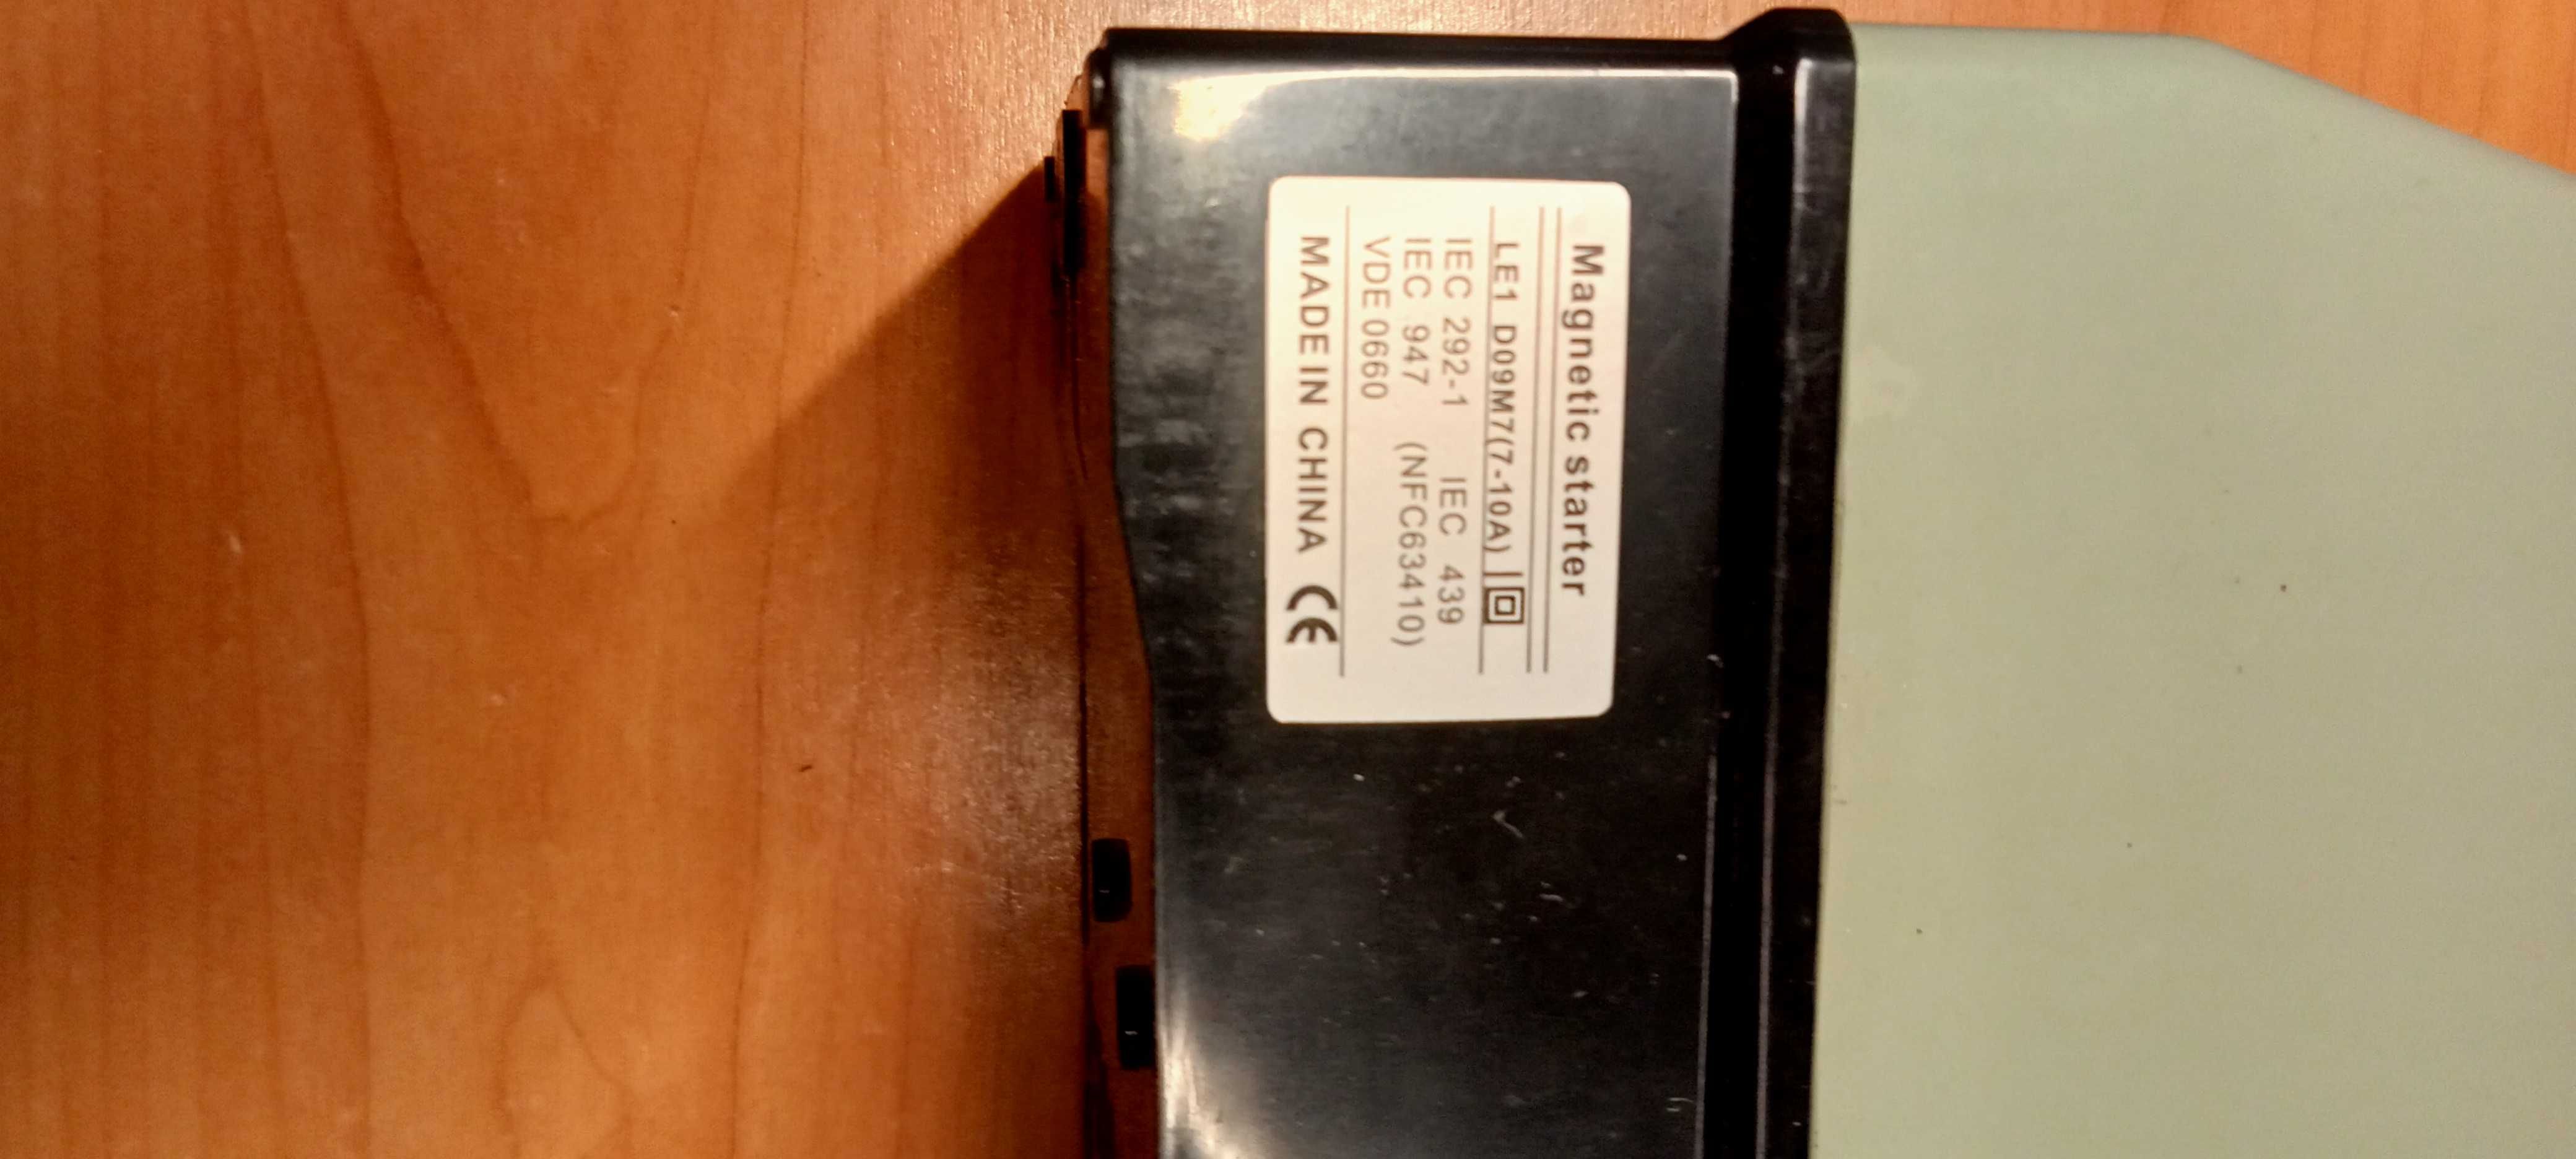 Magnetic starter
LE1 D09M7(7-10A)
IEC 292-1 IEC 439
IEC 947 (NFC63410)
VDE 0660
MADE IN CHINA CE